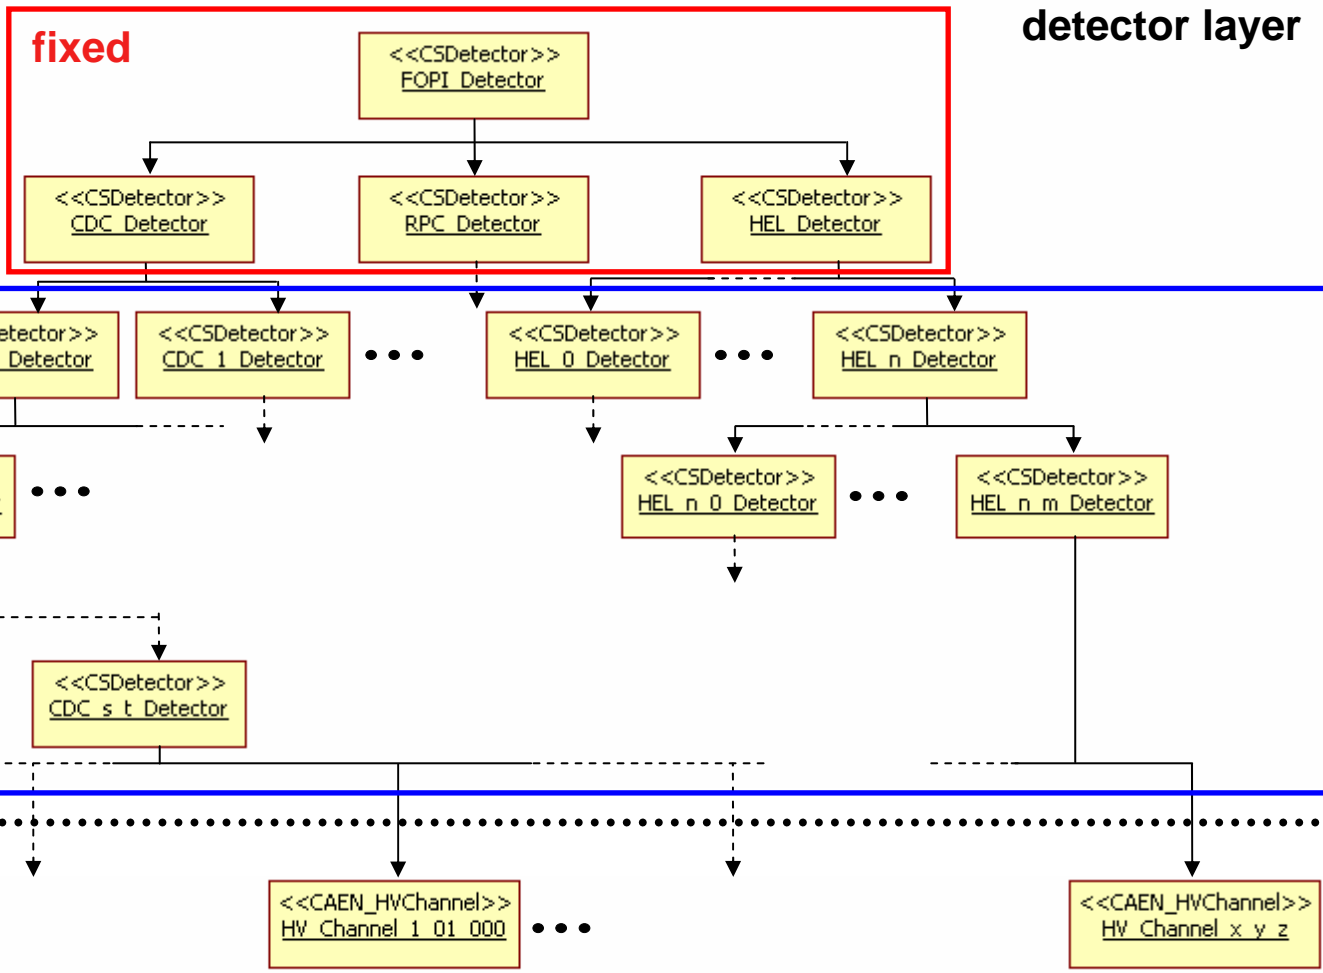 detector layer
fixed
<<CSDetector>>
FOPI Detector
<<CSDetector>>
CDC Detector
<<CSDetector>>
RPC Detector
<<CSDetector>>
HEL Detector
etector>>
Detector
<<CSDetector>>
CDC 1 Detector
<<CSDetector>>
HEL 0 Detector
<<CSDetector>>
HEL n Detector
<<CSDetector>>
HEL n 0 Detector
<<CSDetector>>
HEL n m Detector
<<CSDetector>>
CDC s t Detector
<<CAEN_HVChannel>>
HV Channel 1 01 000
<<CAEN_HVChannel>>
HV Channel x y z